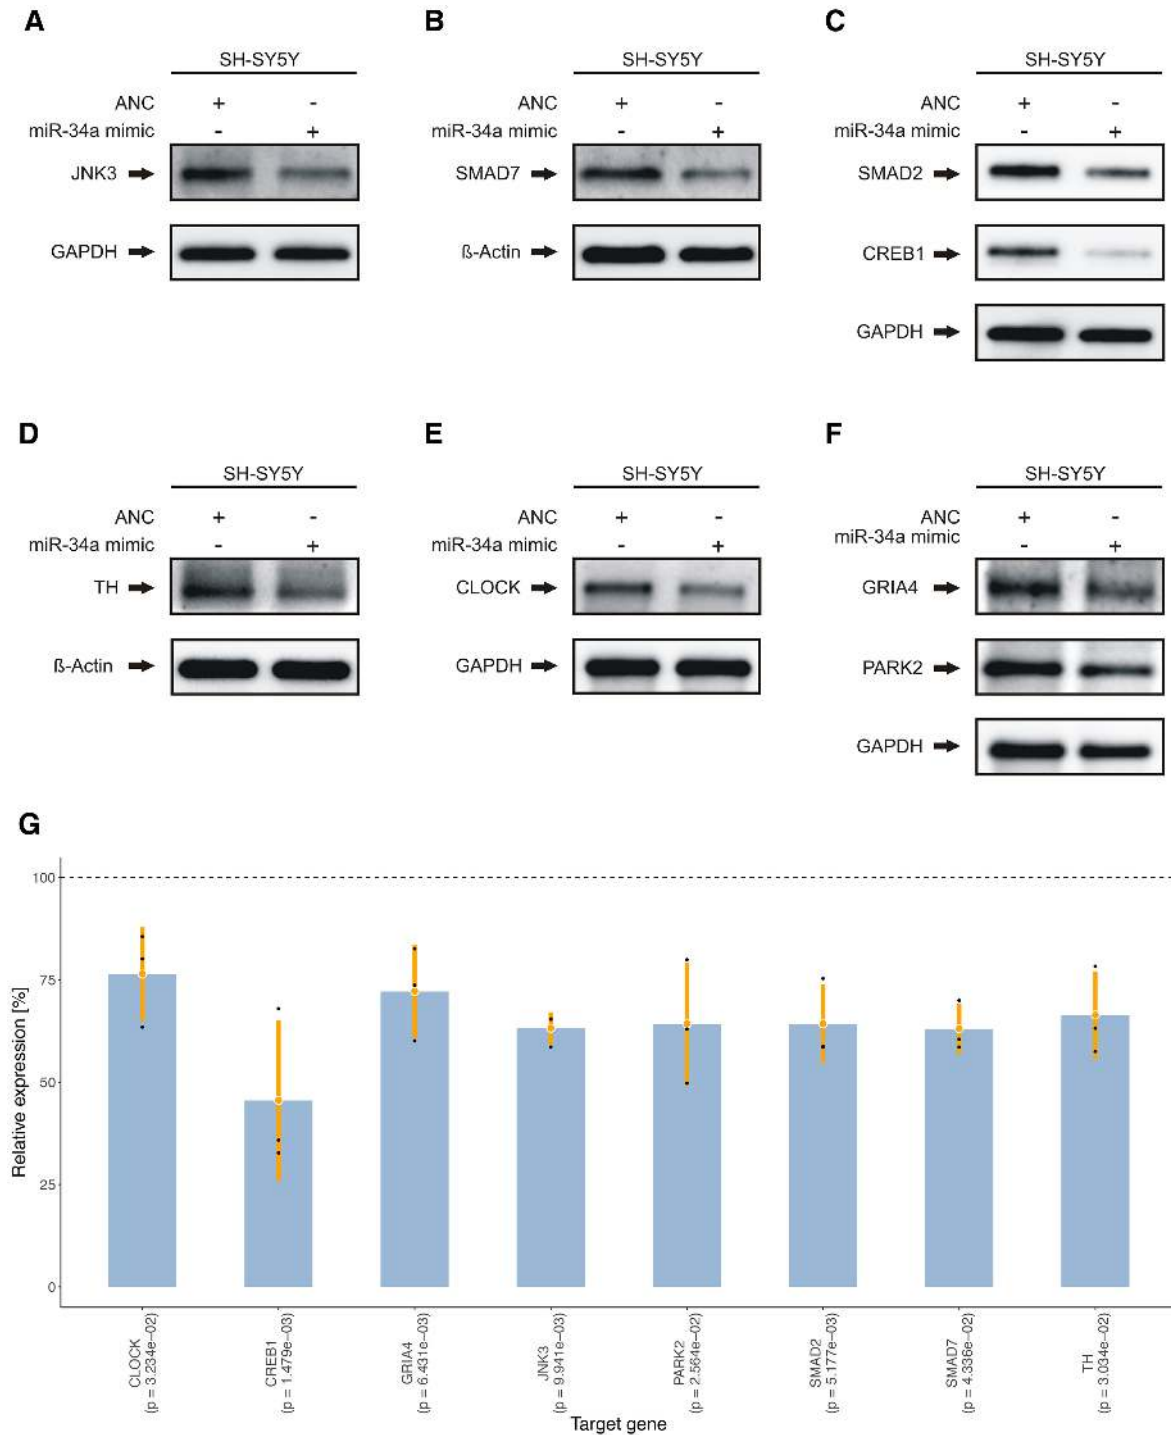 A
SH-SY5Y
ANC + -
miR-34a mimic - +
JNK3
GAPDH
B
SH-SY5Y
ANC + -
miR-34a mimic - +
SMAD7
ß-Actin
C
SH-SY5Y
ANC + -
miR-34a mimic - +
SMAD2
CREB1
GAPDH
D
SH-SY5Y
ANC + -
miR-34a mimic - +
TH
ß-Actin
E
SH-SY5Y
ANC + -
miR-34a mimic - +
CLOCK
GAPDH
F
SH-SY5Y
ANC + -
miR-34a mimic - +
GRIA4
PARK2
GAPDH
G
Relative expression [%]
100
75
50
25
0
CLOCK
(p = 3.234e−02)
CREB1
(p = 1.479e−03)
GRIA4
(p = 6.431e−03)
JNK3
(p = 9.941e−03)
PARK2
(p = 2.564e−02)
SMAD2
(p = 5.177e−03)
SMAD7
(p = 4.336e−02)
TH
(p = 3.034e−02)
Target gene